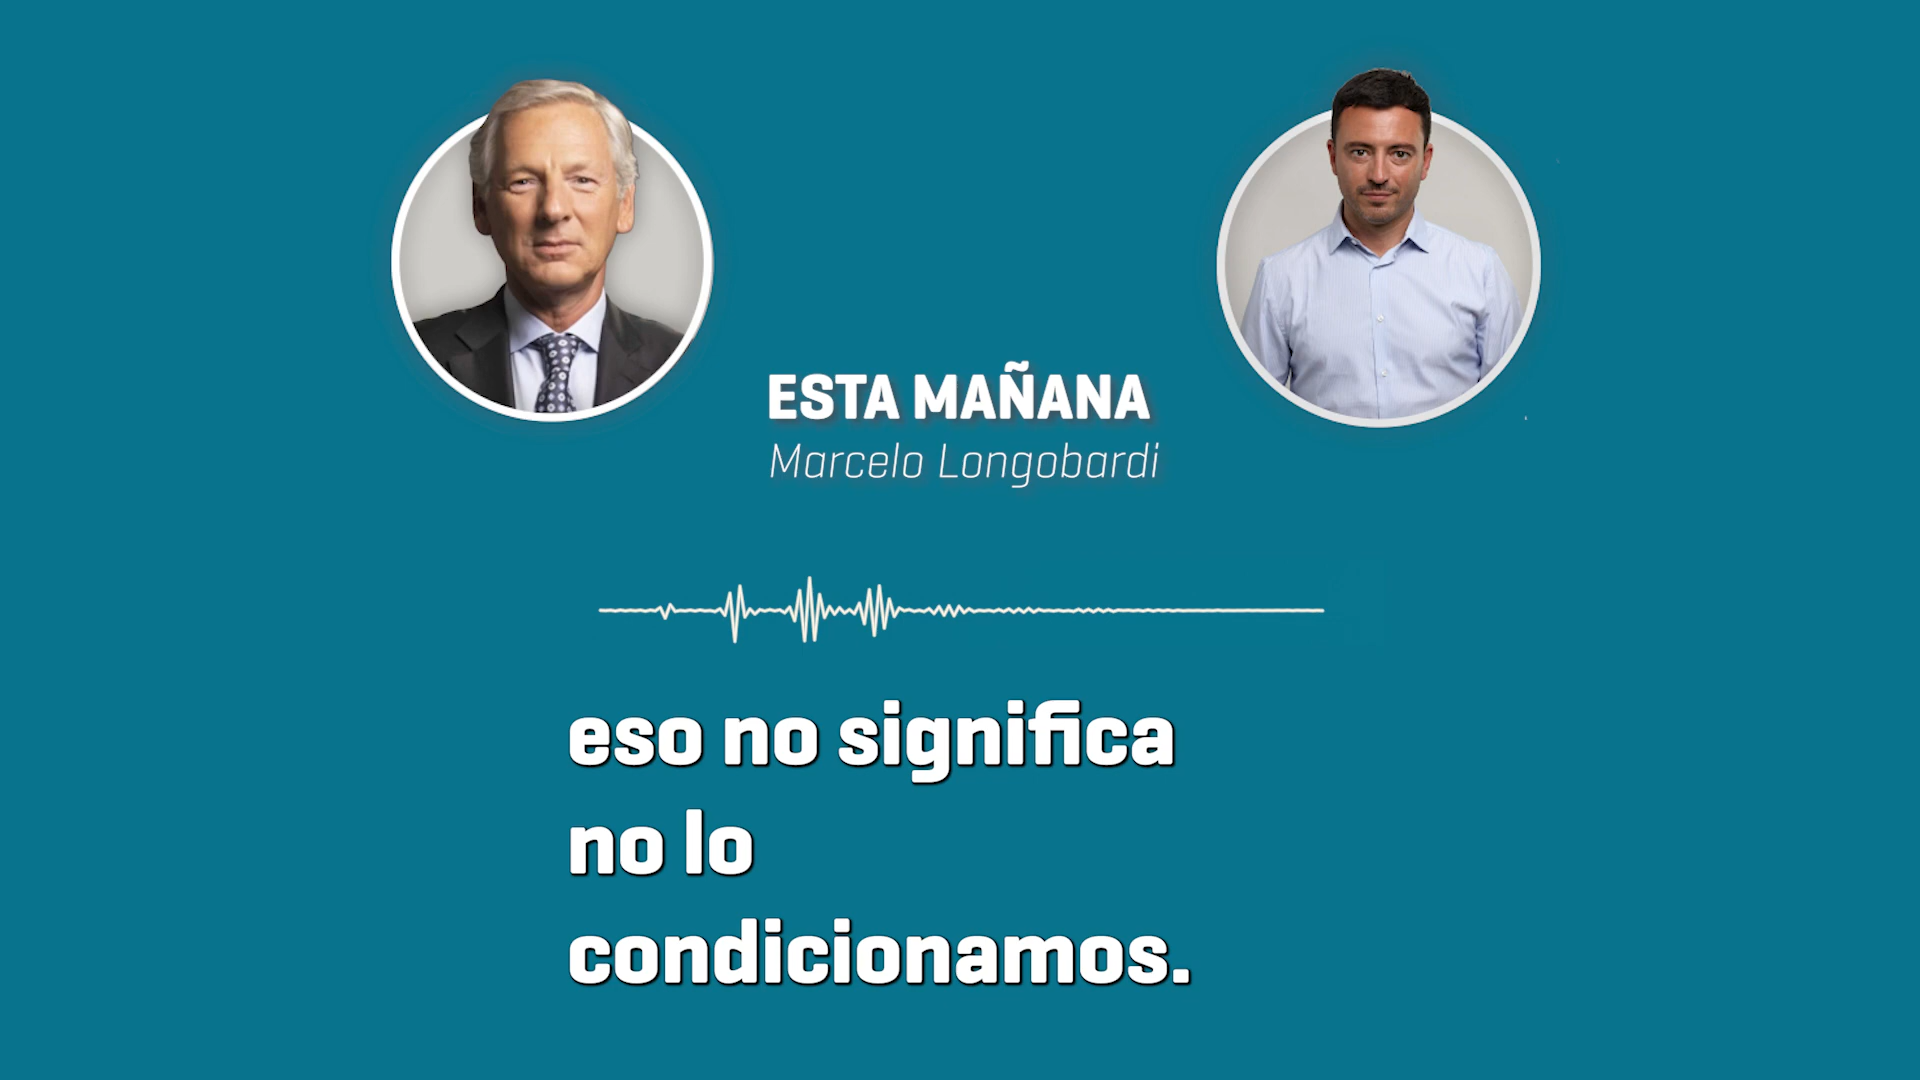 ESTA MAÑANA
Marcelo Longobardi
eso no significa
no lo
condicionamos.